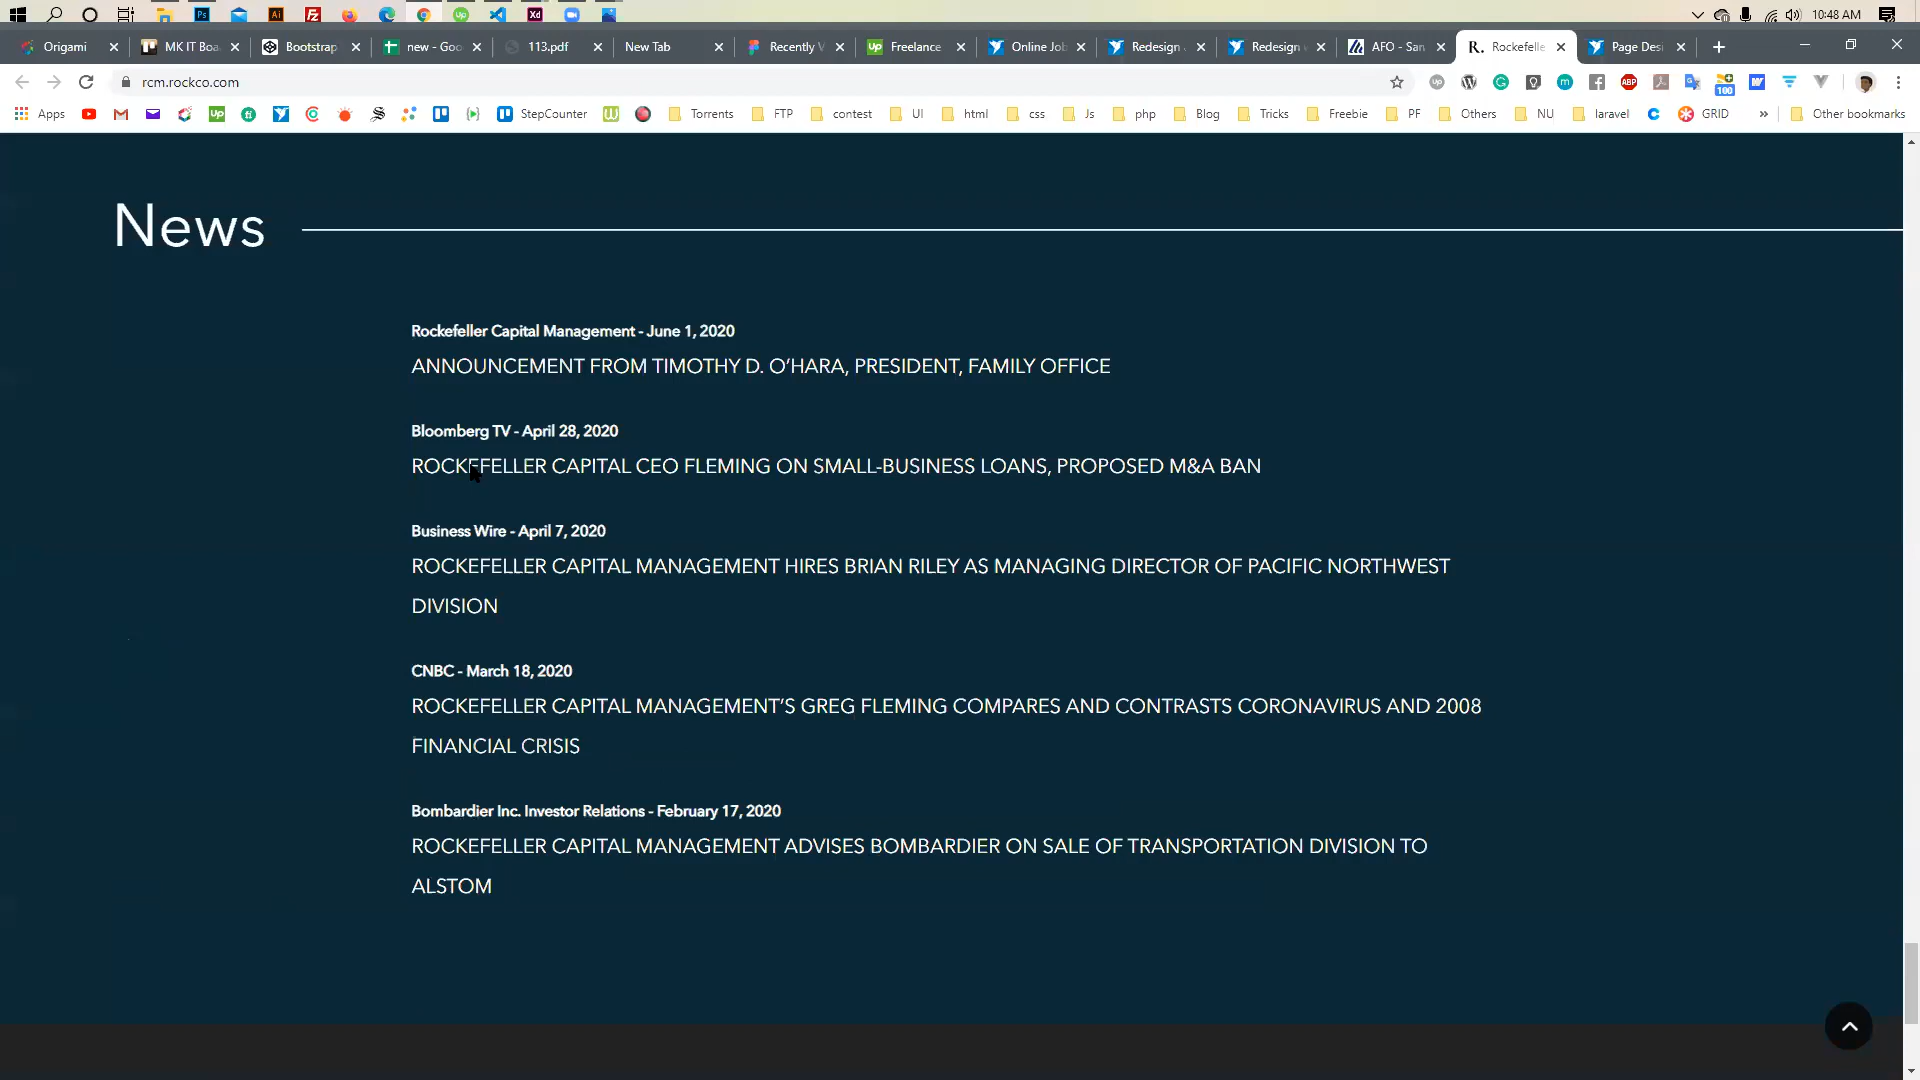 10:48 AM
Origami
MK IT Boa
Bootstrap
new - Goo
113.pdf
New Tab
Recently V
Freelance
Online Job
Redesign
Redesign
AFO - San
Rockefelle
Page Desi
rcm.rockco.com
100
Apps
StepCounter
Torrents
FTP
contest
UI
html
css
Js
php
Blog
Tricks
Freebie
PF
Others
NU
laravel
GRID
Other bookmarks
News
Rockefeller Capital Management - June 1, 2020
ANNOUNCEMENT FROM TIMOTHY D. O’HARA, PRESIDENT, FAMILY OFFICE
Bloomberg TV - April 28, 2020
ROCKEFELLER CAPITAL CEO FLEMING ON SMALL-BUSINESS LOANS, PROPOSED M&A BAN
Business Wire - April 7, 2020
ROCKEFELLER CAPITAL MANAGEMENT HIRES BRIAN RILEY AS MANAGING DIRECTOR OF PACIFIC NORTHWEST
DIVISION
CNBC - March 18, 2020
ROCKEFELLER CAPITAL MANAGEMENT’S GREG FLEMING COMPARES AND CONTRASTS CORONAVIRUS AND 2008
FINANCIAL CRISIS
Bombardier Inc. Investor Relations - February 17, 2020
ROCKEFELLER CAPITAL MANAGEMENT ADVISES BOMBARDIER ON SALE OF TRANSPORTATION DIVISION TO
ALSTOM